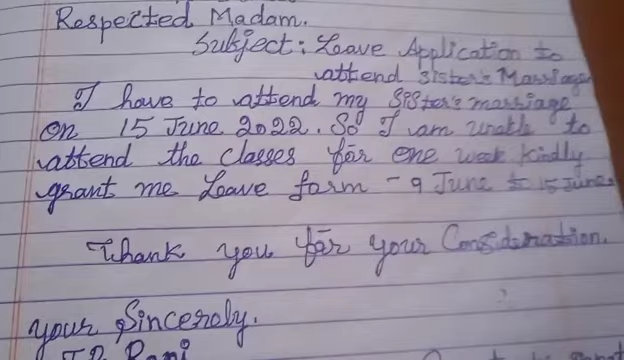 Respected Madam.
Subject: Leave Application to
attend sister's Marriage
I have to attend my sister's marriage
on 15 June 2022. So I am unable to
attend the classes for one week kindly
grant me Leave form - 9 June to 15 June.
Thank you for your Consideration.
your Sincerely.